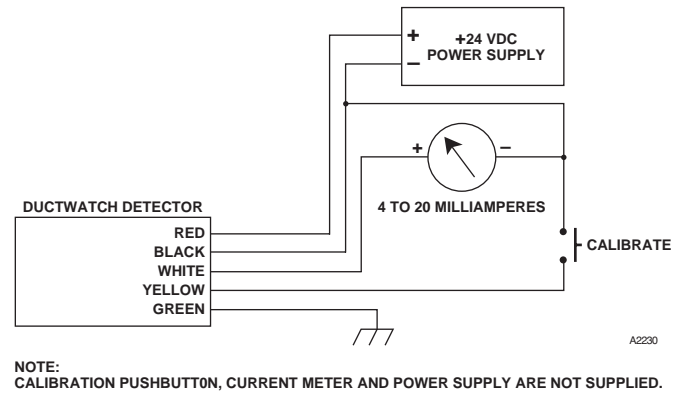 + +24 VDC
POWER SUPPLY
–
+ –
4 TO 20 MILLIAMPERES
DUCTWATCH DETECTOR
RED
BLACK
WHITE
YELLOW
GREEN
CALIBRATE
A2230
NOTE:
CALIBRATION PUSHBUTT0N, CURRENT METER AND POWER SUPPLY ARE NOT SUPPLIED.